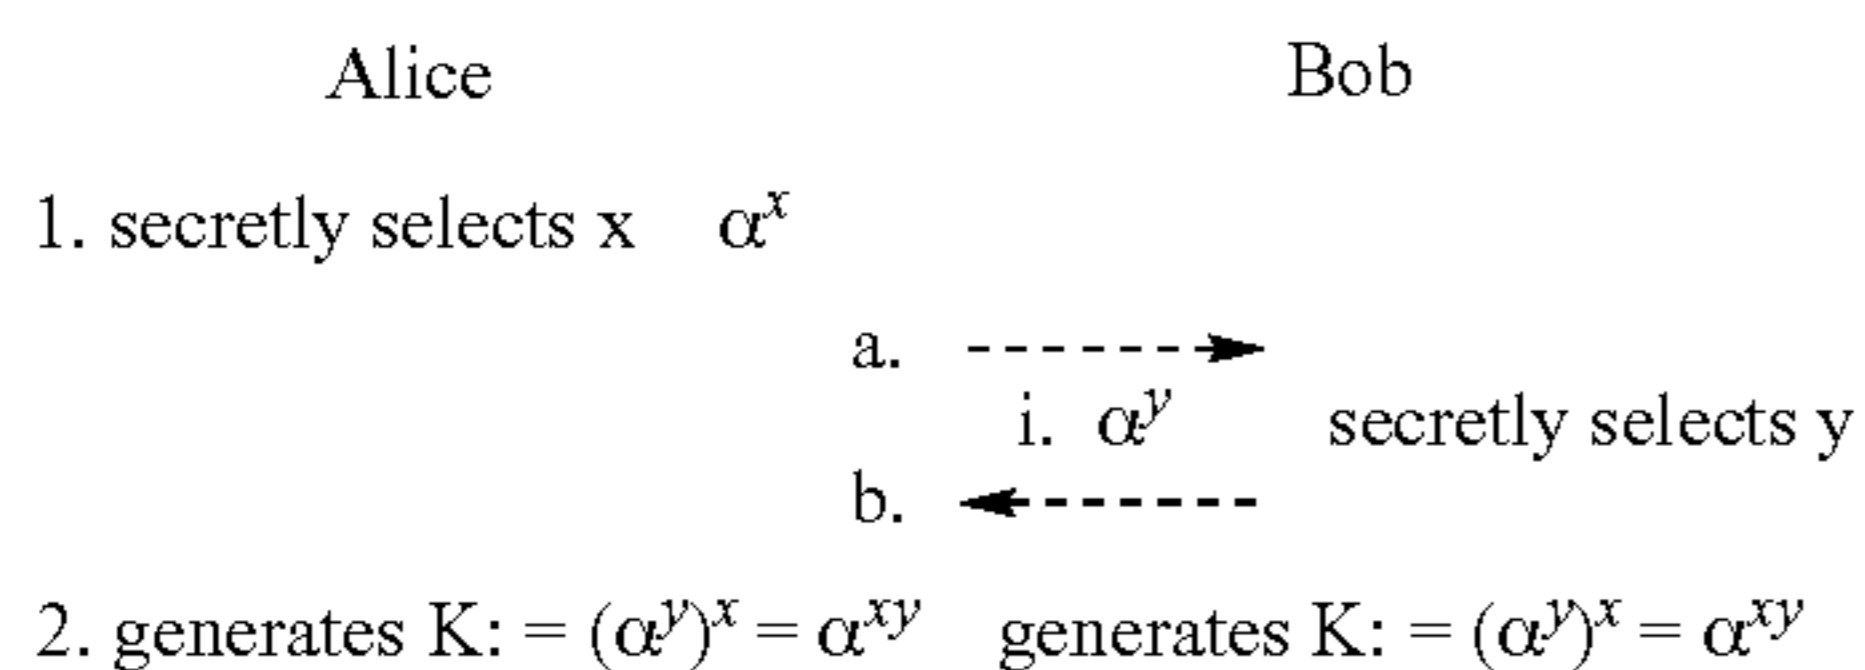 Alice Bob
1. secretly selects x α^x
a.
i. α^y secretly selects y
b.
2. generates K: = (α^y)^x = α^xy generates K: = (α^y)^x = α^xy